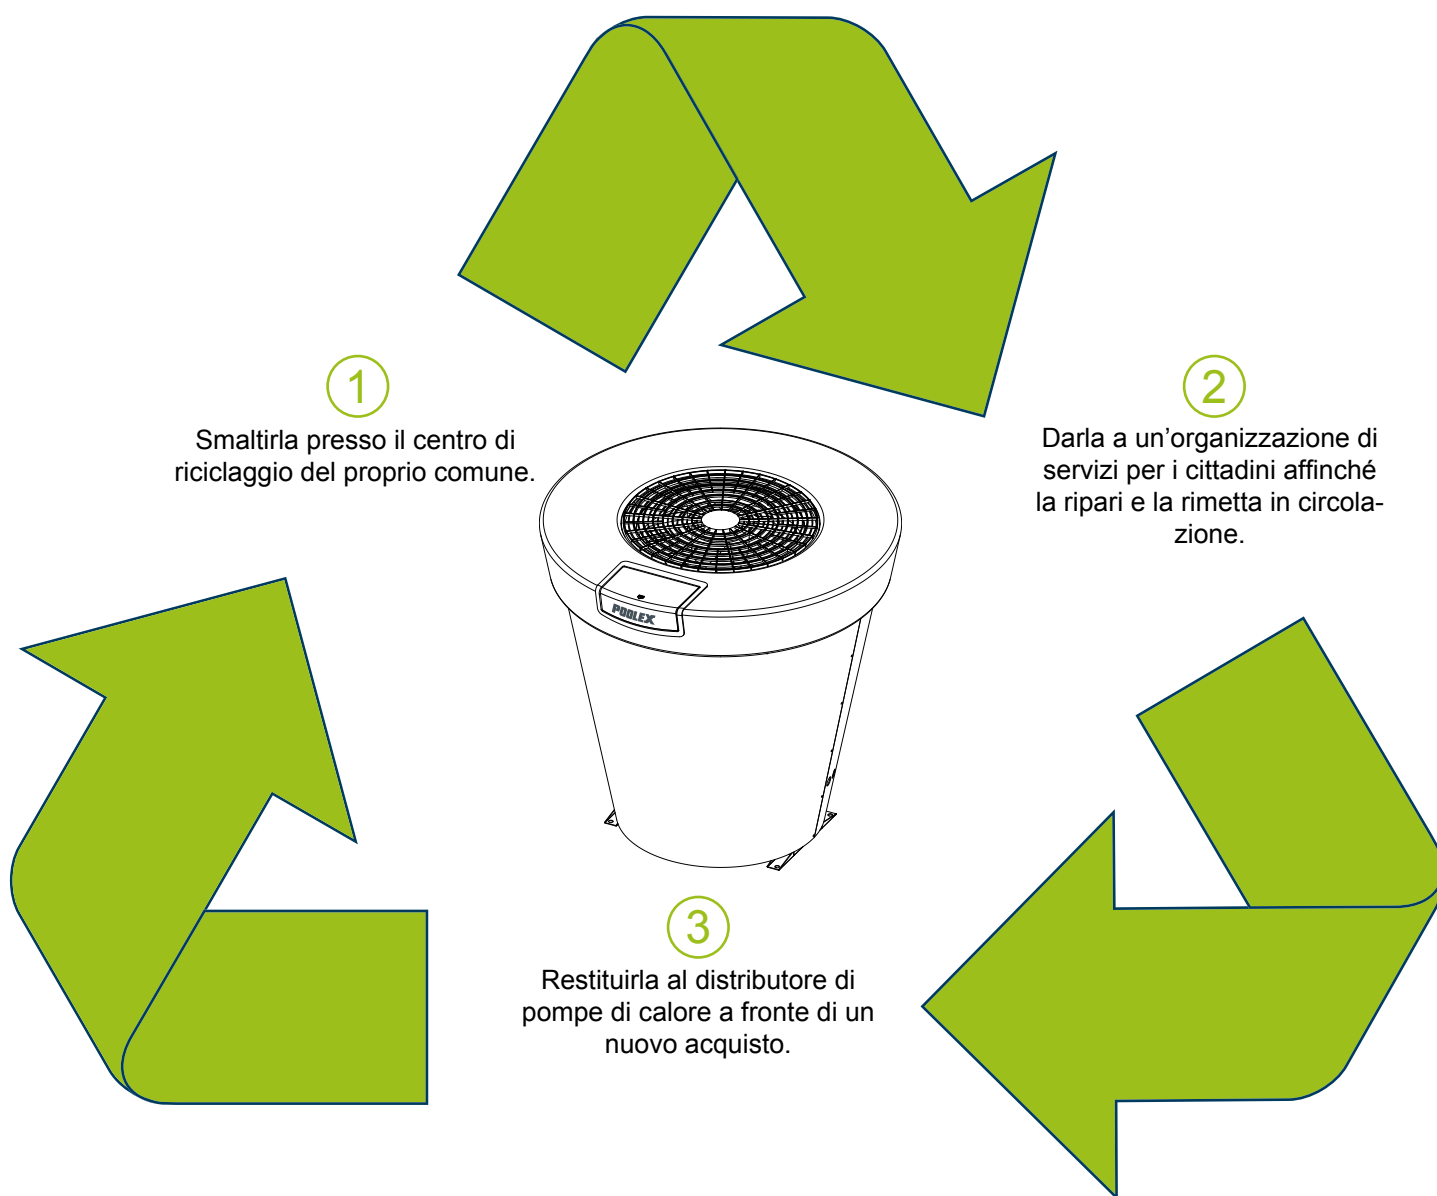 1
Smaltirla presso il centro di
riciclaggio del proprio comune.
2
Darla a un’organizzazione di
servizi per i cittadini affinché
la ripari e la rimetta in circola-
zione.
POOLEX
3
Restituirla al distributore di
pompe di calore a fronte di un
nuovo acquisto.